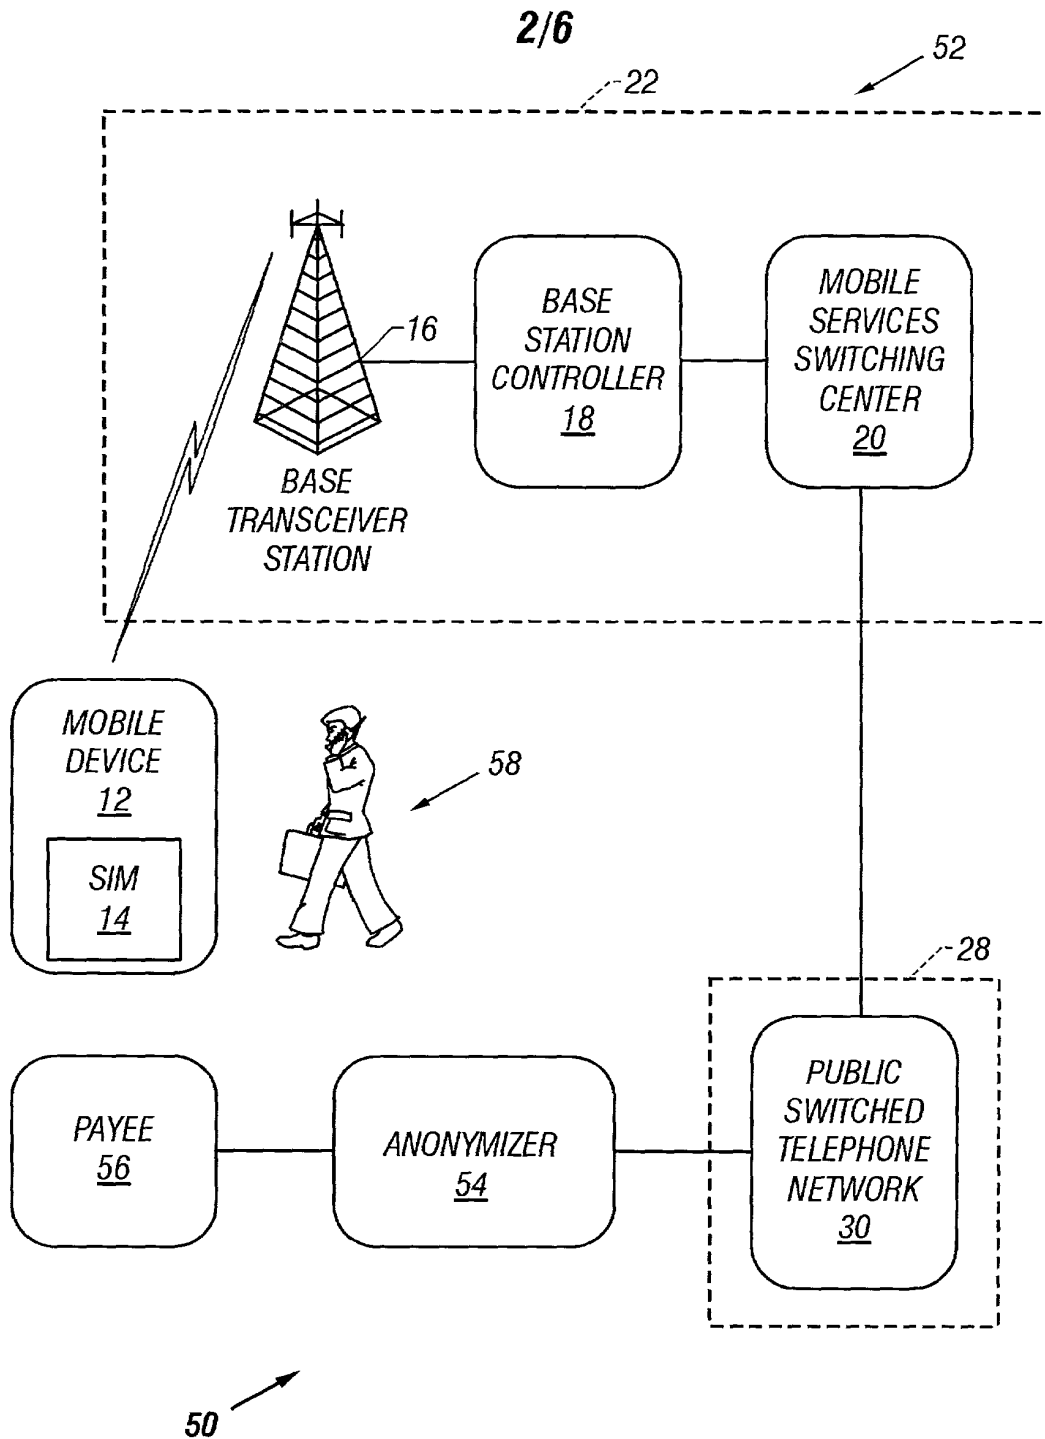 2/6
52
22
16
BASE
STATION
CONTROLLER
18
MOBILE
SERVICES
SWITCHING
CENTER
20
BASE
TRANSCEIVER
STATION
MOBILE
DEVICE
12
SIM
14
58
28
PAYEE
56
ANONYMIZER
54
PUBLIC
SWITCHED
TELEPHONE
NETWORK
30
50